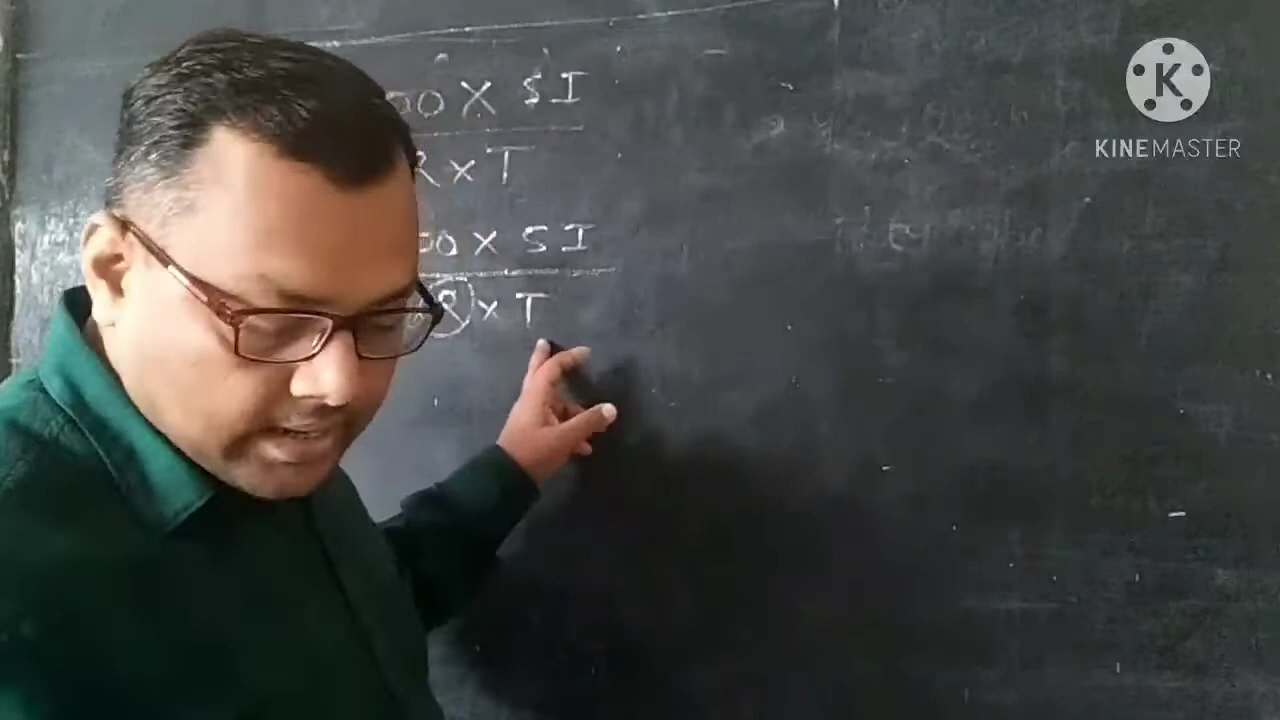 00 X SI
R x T
00 x SI
x T
K
KINEMASTER